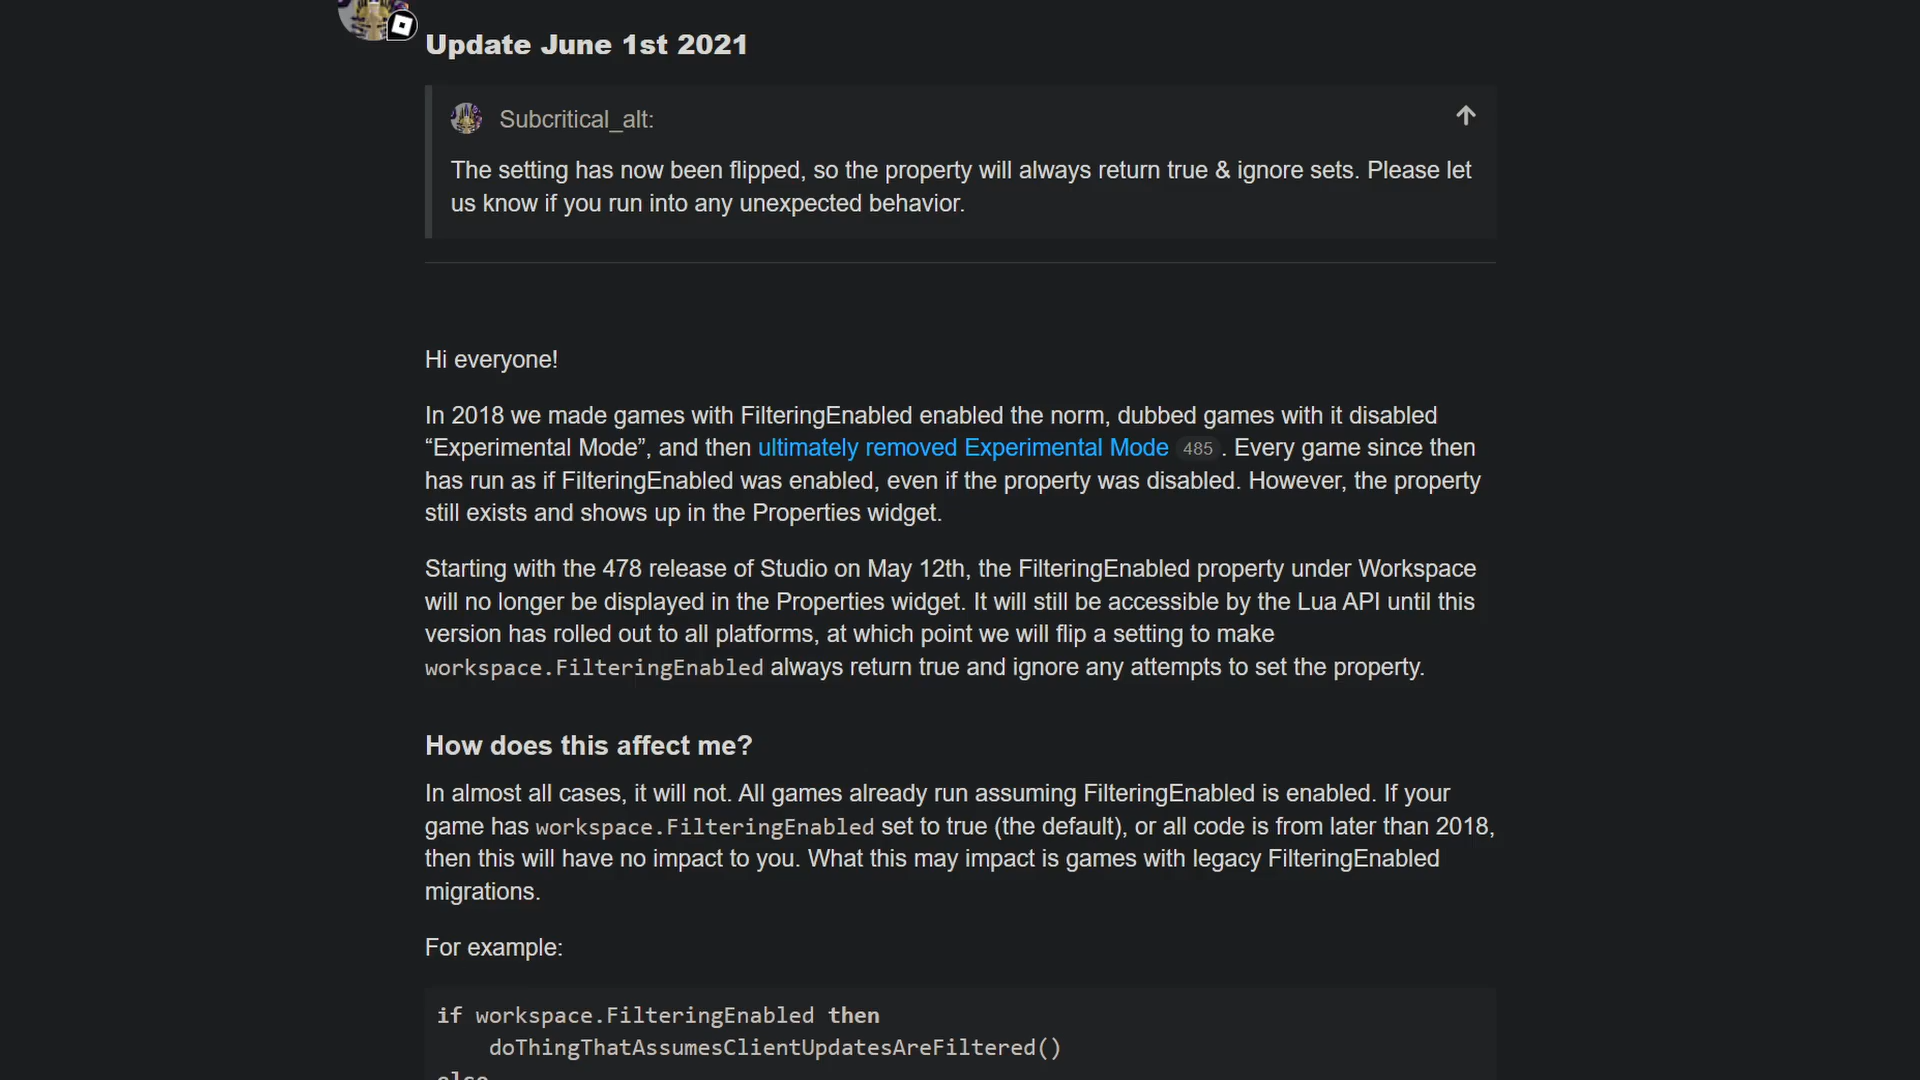 Update June 1st 2021
Subcritical_alt:
The setting has now been flipped, so the property will always return true & ignore sets. Please let
us know if you run into any unexpected behavior.
Hi everyone!
In 2018 we made games with FilteringEnabled enabled the norm, dubbed games with it disabled
“Experimental Mode”, and then ultimately removed Experimental Mode 485 . Every game since then
has run as if FilteringEnabled was enabled, even if the property was disabled. However, the property
still exists and shows up in the Properties widget.
Starting with the 478 release of Studio on May 12th, the FilteringEnabled property under Workspace
will no longer be displayed in the Properties widget. It will still be accessible by the Lua API until this
version has rolled out to all platforms, at which point we will flip a setting to make
workspace.FilteringEnabled always return true and ignore any attempts to set the property.
How does this affect me?
In almost all cases, it will not. All games already run assuming FilteringEnabled is enabled. If your
game has workspace.FilteringEnabled set to true (the default), or all code is from later than 2018,
then this will have no impact to you. What this may impact is games with legacy FilteringEnabled
migrations.
For example:
if workspace.FilteringEnabled then
doThingThatAssumesClientUpdatesAreFiltered()
else